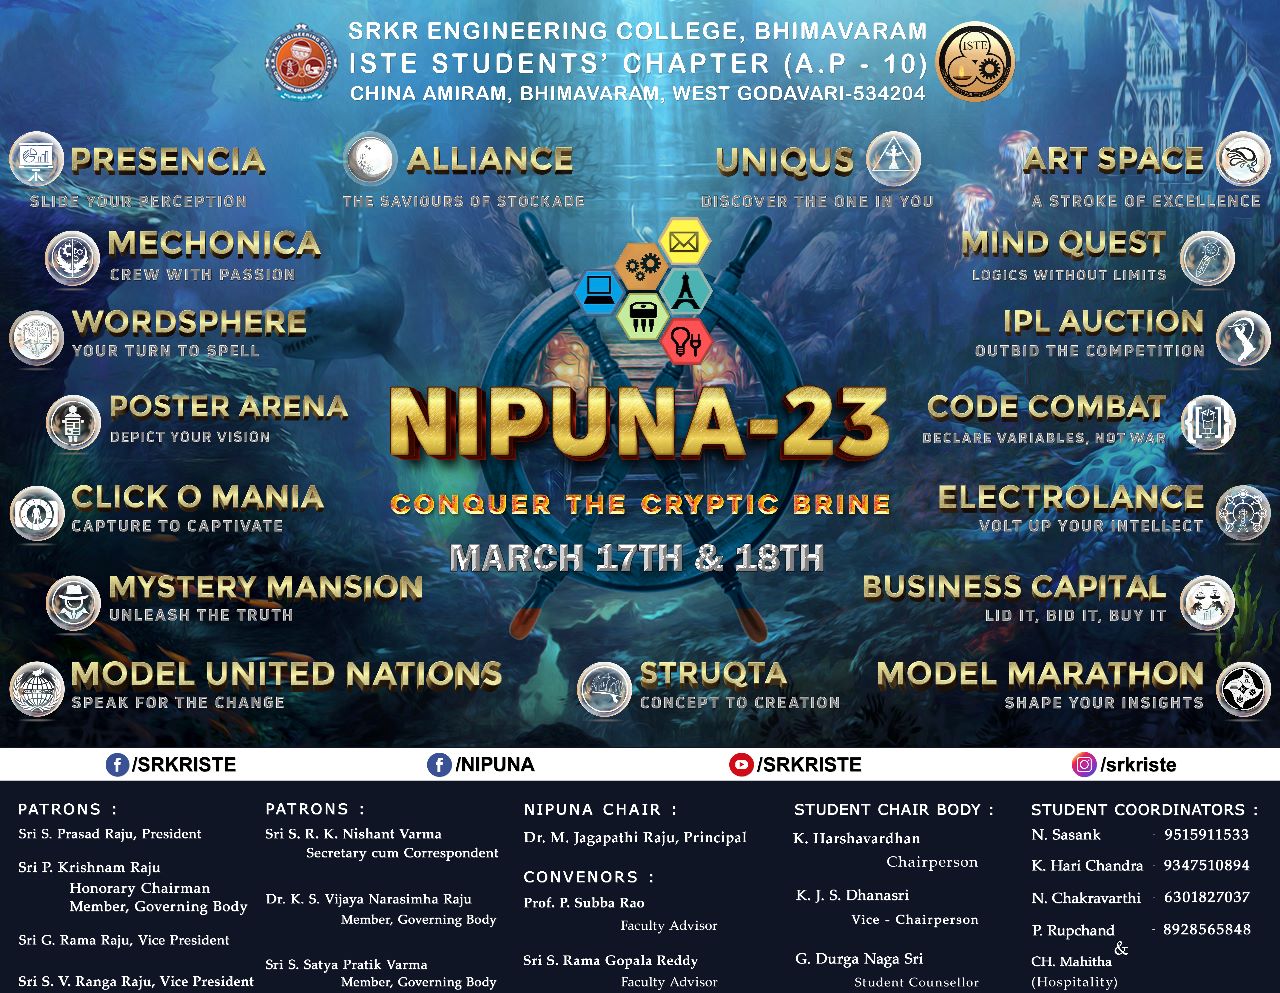 SRKR ENGINEERING COLLEGE, BHIMAVARAM
ISTE STUDENTS' CHAPTER (A.P - 10)
CHINA AMIRAM, BHIMAVARAM, WEST GODAVARI-534204
ISTE
PRESENCIA
SLIDE YOUR PERCEPTION
ALLIANCE
THE SAVIOURS OF STOCKADE
UNIQUS
DISCOVER THE ONE IN YOU
ART SPACE
A STROKE OF EXCELLENCE
MECHONICA
CREW WITH PASSION
MIND QUEST
LOGICS WITHOUT LIMITS
WORDSPHERE
YOUR TURN TO SPELL
IPL AUCTION
OUTBID THE COMPETITION
POSTER ARENA
DEPICT YOUR VISION
NIPUNA-23
CODE COMBAT
DECLARE VARIABLES, NOT WAR
CLICK O MANIA
CAPTURE TO CAPTIVATE
CONQUER THE CRYPTIC BRINE
ELECTROLANCE
VOLT UP YOUR INTELLECT
MARCH 17TH & 18TH
MYSTERY MANSION
UNLEASH THE TRUTH
BUSINESS CAPITAL
LID IT, BID IT, BUY IT
MODEL UNITED NATIONS
SPEAK FOR THE CHANGE
STRUQTA
CONCEPT TO CREATION
MODEL MARATHON
SHAPE YOUR INSIGHTS
/SRKRISTE
/NIPUNA
/SRKRISTE
/srkriste
PATRONS :
Sri S. Prasad Raju, President
Sri P. Krishnam Raju
Honorary Chairman
Member, Governing Body
Sri G. Rama Raju, Vice President
Sri S. V. Ranga Raju, Vice President
PATRONS :
Sri S. R. K. Nishant Varma
Secretary cum Correspondent
Dr. K. S. Vijaya Narasimha Raju
Member, Governing Body
Sri S. Satya Pratik Varma
Member, Governing Body
NIPUNA CHAIR :
Dr. M. Jagapathi Raju, Principal
CONVENORS :
Prof. P. Subba Rao
Faculty Advisor
Sri S. Rama Gopala Reddy
Faculty Advisor
STUDENT CHAIR BODY :
K. Harshavardhan
Chairperson
K. J. S. Dhanasri
Vice - Chairperson
G. Durga Naga Sri
Student Counsellor
STUDENT COORDINATORS :
N. Sasank - 9515911533
K. Hari Chandra - 9347510894
N. Chakravarthi - 6301827037
P. Rupchand - 8928565848
&
CH. Mahitha
(Hospitality)